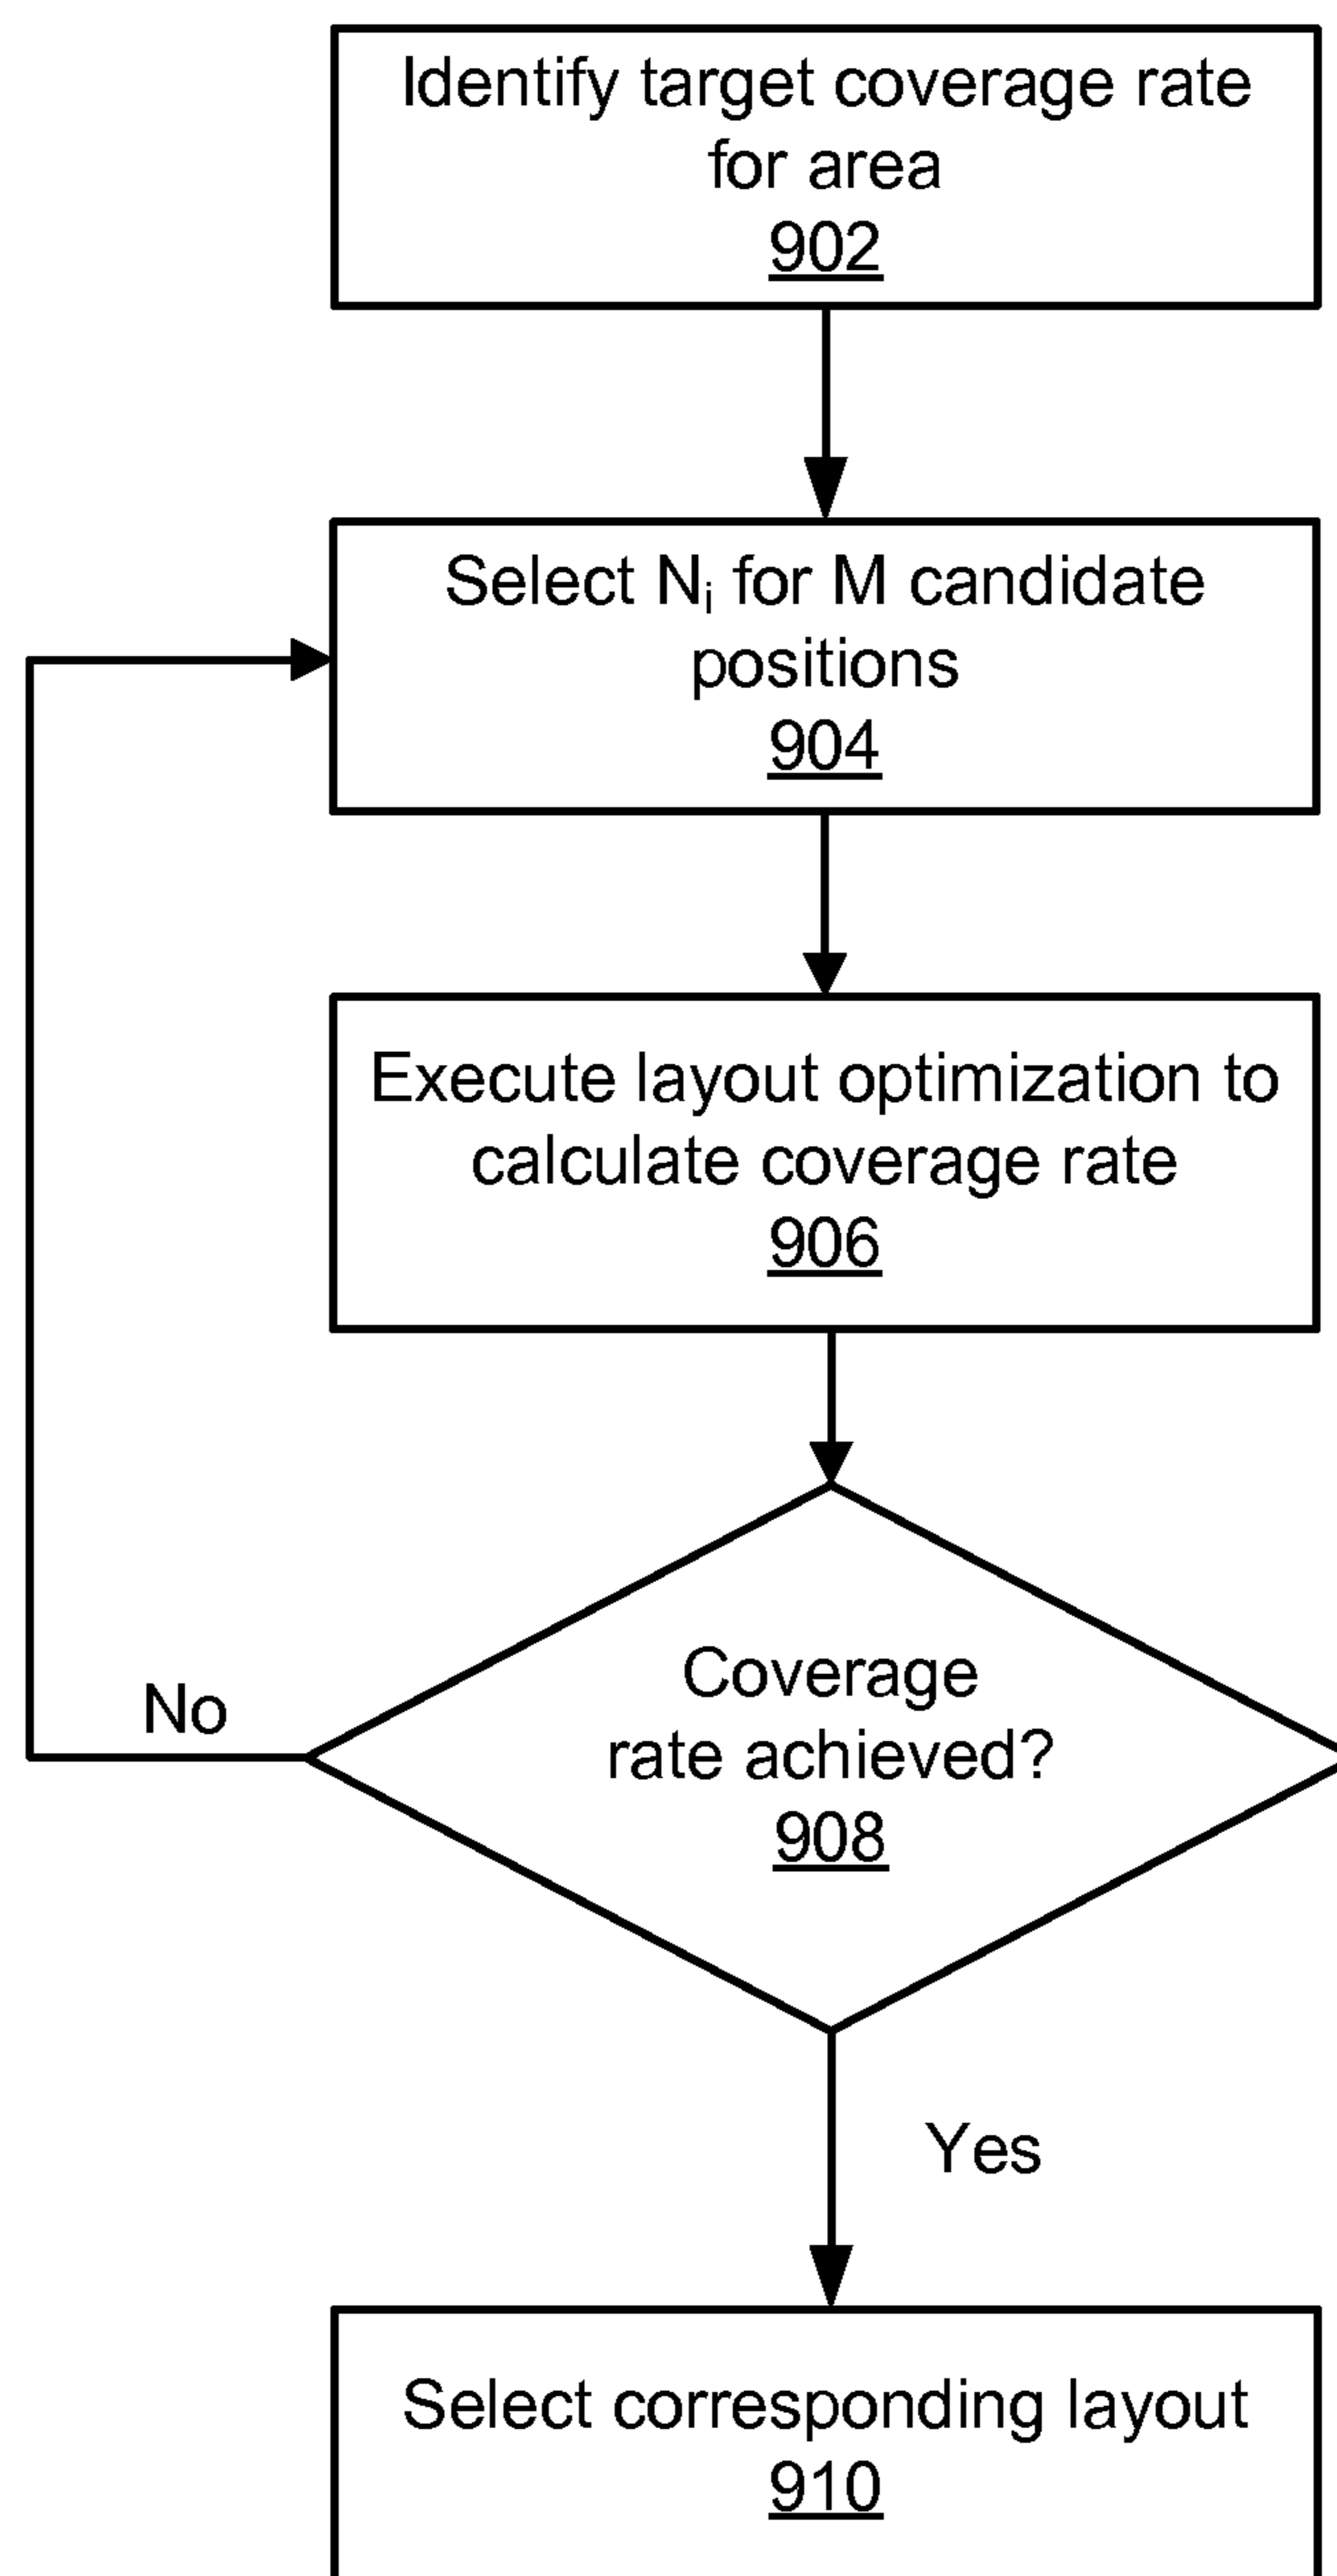 Identify target coverage rate
for area
902
Select Nᵢ for M candidate
positions
904
Execute layout optimization to
calculate coverage rate
906
Coverage
rate achieved?
908
No
Yes
Select corresponding layout
910